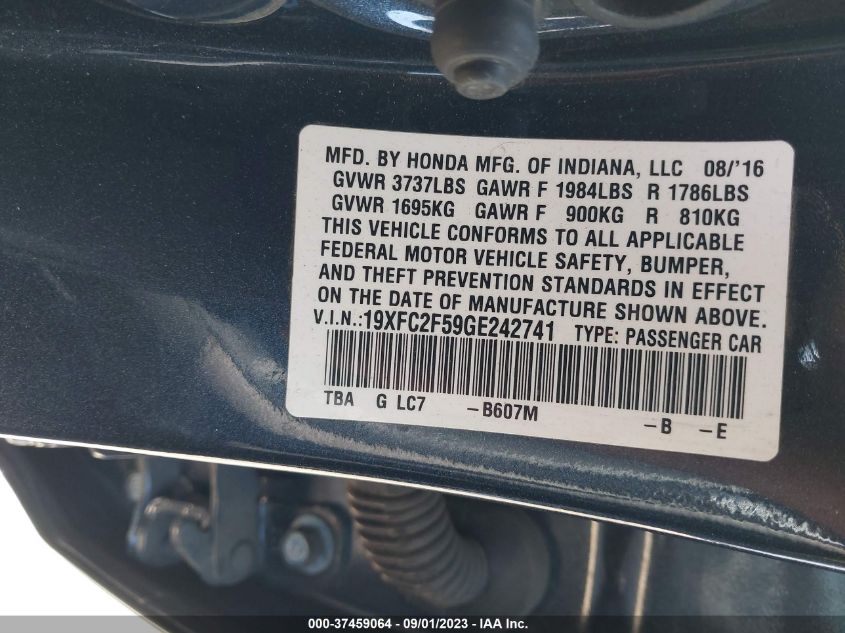 MFD. BY HONDA MFG. OF INDIANA, LLC 08/'16
GVWR 3737LBS GAWR F 1984LBS R 1786LBS
GVWR 1695KG GAWR F 900KG R 810KG
THIS VEHICLE CONFORMS TO ALL APPLICABLE
FEDERAL MOTOR VEHICLE SAFETY, BUMPER,
AND THEFT PREVENTION STANDARDS IN EFFECT
ON THE DATE OF MANUFACTURE SHOWN ABOVE.
V.I.N.:19XFC2F59GE242741 TYPE: PASSENGER CAR
TBA G LC7 -B607M -B -E
000-37459064 - 09/01/2023 - IAA Inc.